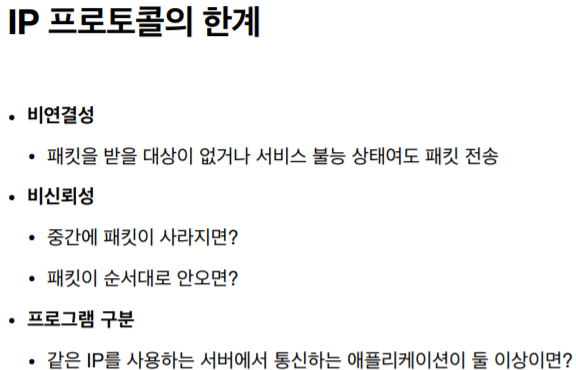 IP 프로토콜의 한계
• 비연결성
• 패킷을 받을 대상이 없거나 서비스 불능 상태여도 패킷 전송
• 비신뢰성
• 중간에 패킷이 사라지면?
• 패킷이 순서대로 안오면?
• 프로그램 구분
• 같은 IP를 사용하는 서버에서 통신하는 애플리케이션이 둘 이상이면?